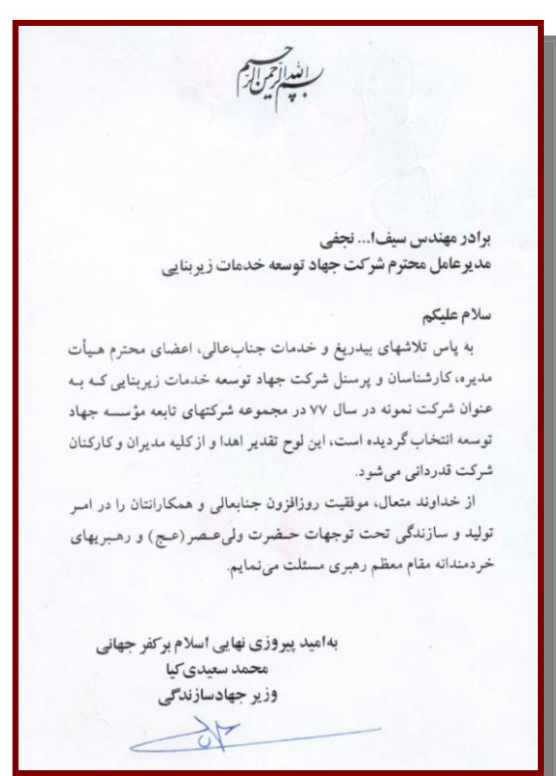 بسم الله الرحمن الرحیم
برادر مهندس سیف‌ا... نجفی
مدیرعامل محترم شرکت جهاد توسعه خدمات زیربنایی
سلام علیکم
به پاس تلاشهای بیدریغ و خدمات جناب‌عالی، اعضای محترم هیأت
مدیره، کارشناسان و پرسنل شرکت جهاد توسعه خدمات زیربنایی که به
عنوان شرکت نمونه در سال ۷۷ در مجموعه شرکتهای تابعه مؤسسه جهاد
توسعه انتخاب گردیده است، این لوح تقدیر اهدا و از کلیه مدیران و کارکنان
شرکت قدردانی می‌شود.
از خداوند متعال، موفقیت روزافزون جنابعالی و همکارانتان را در امر
تولید و سازندگی تحت توجهات حضرت ولی‌عصر(عج) و رهبریهای
خردمندانه مقام معظم رهبری مسئلت می‌نمایم.
به‌امید پیروزی نهایی اسلام برکفر جهانی
محمد سعیدی‌کیا
وزیر جهادسازندگی